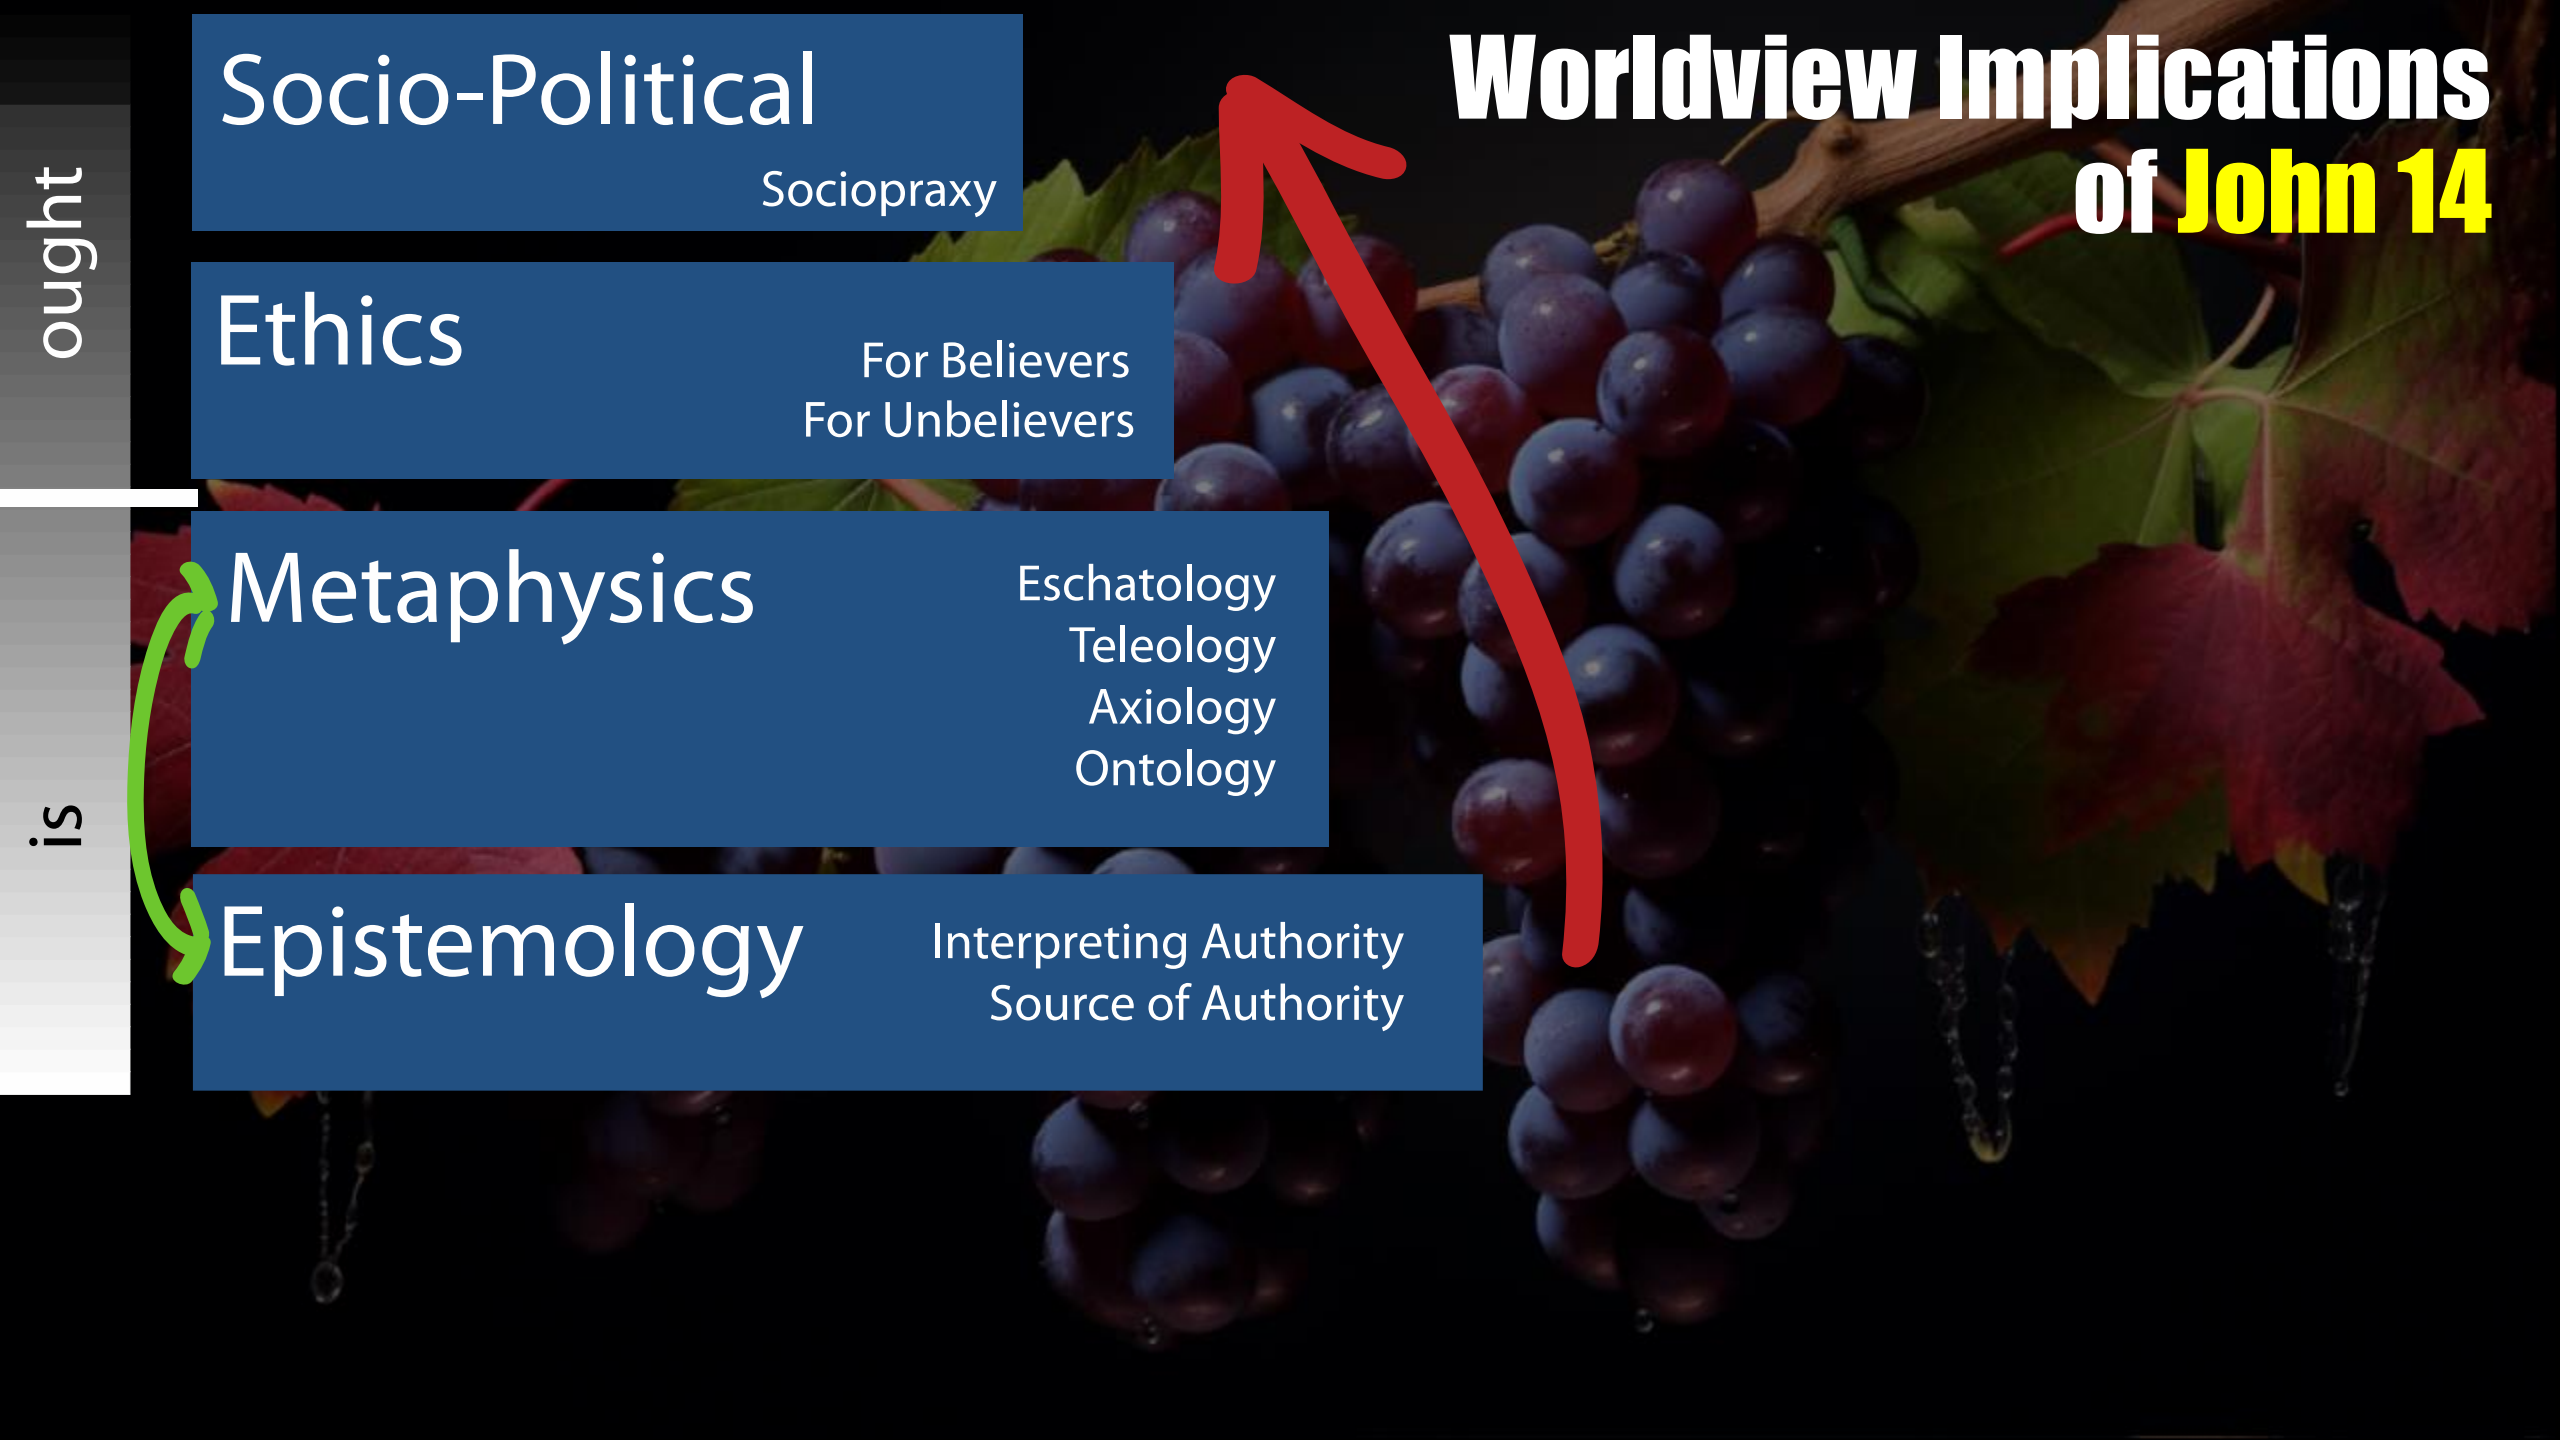 Worldview Implications
of John 14
ought
is
Socio-Political
Sociopraxy
Ethics
For Believers
For Unbelievers
Metaphysics
Eschatology
Teleology
Axiology
Ontology
Epistemology
Interpreting Authority
Source of Authority